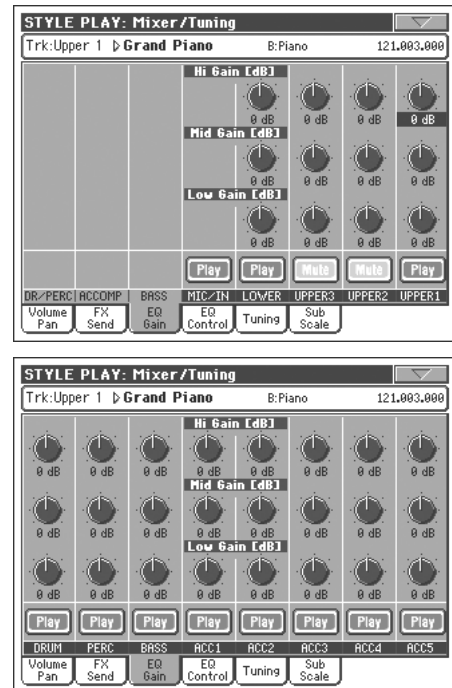 STYLE PLAY: Mixer/Tuning
Trk:Upper 1 ▷Grand Piano B:Piano 121.003.000
Hi Gain [dB]
0 dB 0 dB 0 dB 0 dB
Mid Gain [dB]
0 dB 0 dB 0 dB 0 dB
Low Gain [dB]
0 dB 0 dB 0 dB 0 dB
Play Play Mute Mute Play
DR/PERC ACCOMP BASS MIC/IN LOWER UPPER3 UPPER2 UPPER1
Volume Pan FX Send EQ Gain EQ Control Tuning Sub Scale
STYLE PLAY: Mixer/Tuning
Trk:Upper 1 ▷Grand Piano B:Piano 121.003.000
Hi Gain [dB]
0 dB 0 dB 0 dB 0 dB 0 dB 0 dB 0 dB 0 dB
Mid Gain [dB]
0 dB 0 dB 0 dB 0 dB 0 dB 0 dB 0 dB 0 dB
Low Gain [dB]
0 dB 0 dB 0 dB 0 dB 0 dB 0 dB 0 dB 0 dB
Play Play Play Play Play Play Play Play
DRUM PERC BASS ACC1 ACC2 ACC3 ACC4 ACC5
Volume Pan FX Send EQ Gain EQ Control Tuning Sub Scale